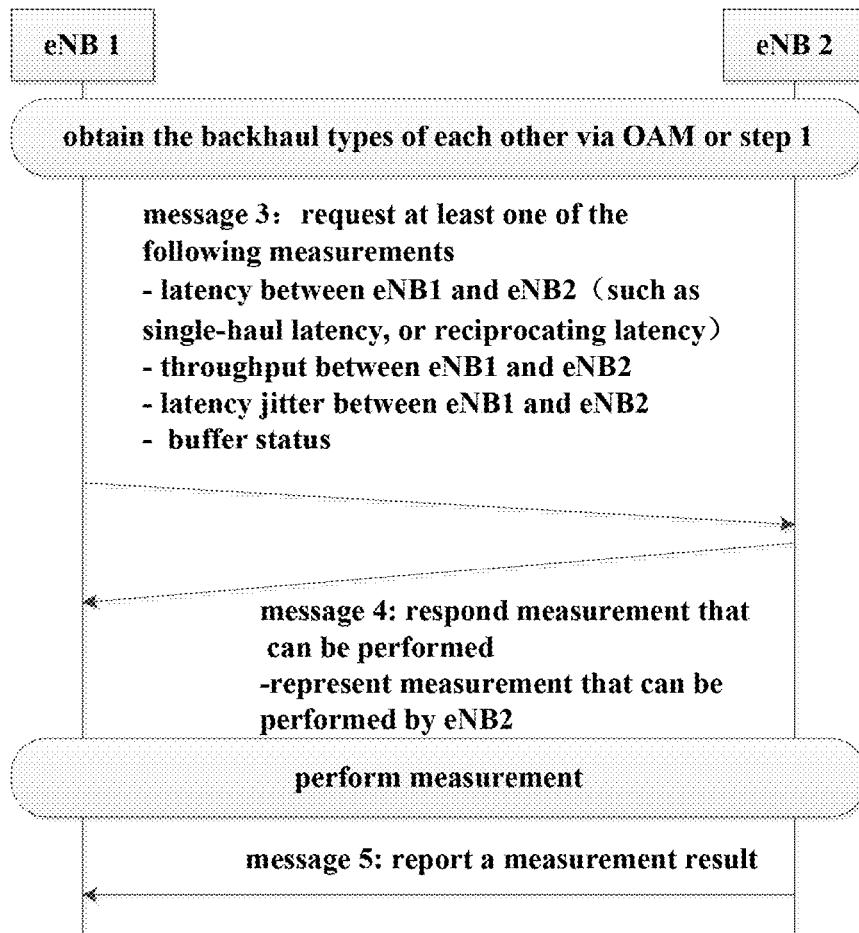 eNB 1
eNB 2
obtain the backhaul types of each other via OAM or step 1
message 3： request at least one of the
following measurements
- latency between eNB1 and eNB2（such as
single-haul latency, or reciprocating latency）
- throughput between eNB1 and eNB2
- latency jitter between eNB1 and eNB2
- buffer status
message 4: respond measurement that
can be performed
-represent measurement that can be
performed by eNB2
perform measurement
message 5: report a measurement result